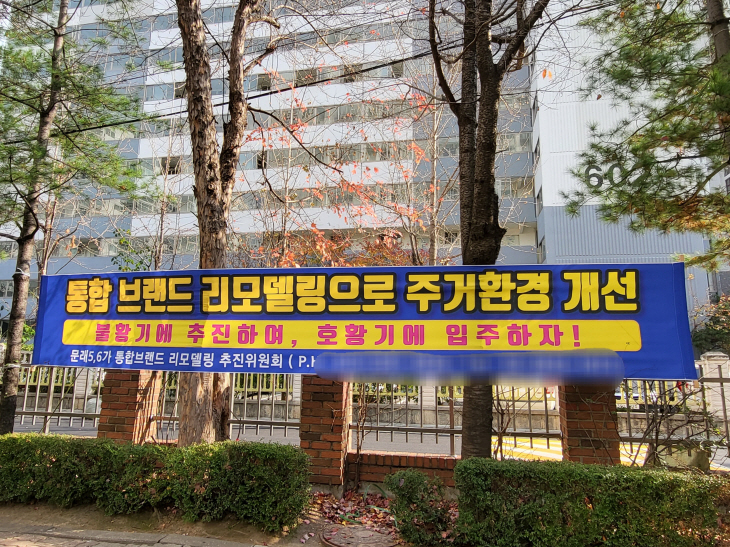 통합 브랜드 리모델링으로 주거환경 개선
불황기에 추진하여, 호황기에 입주하자!
문래5,6가 통합브랜드 리모델링 추진위원회 ( P.H
60